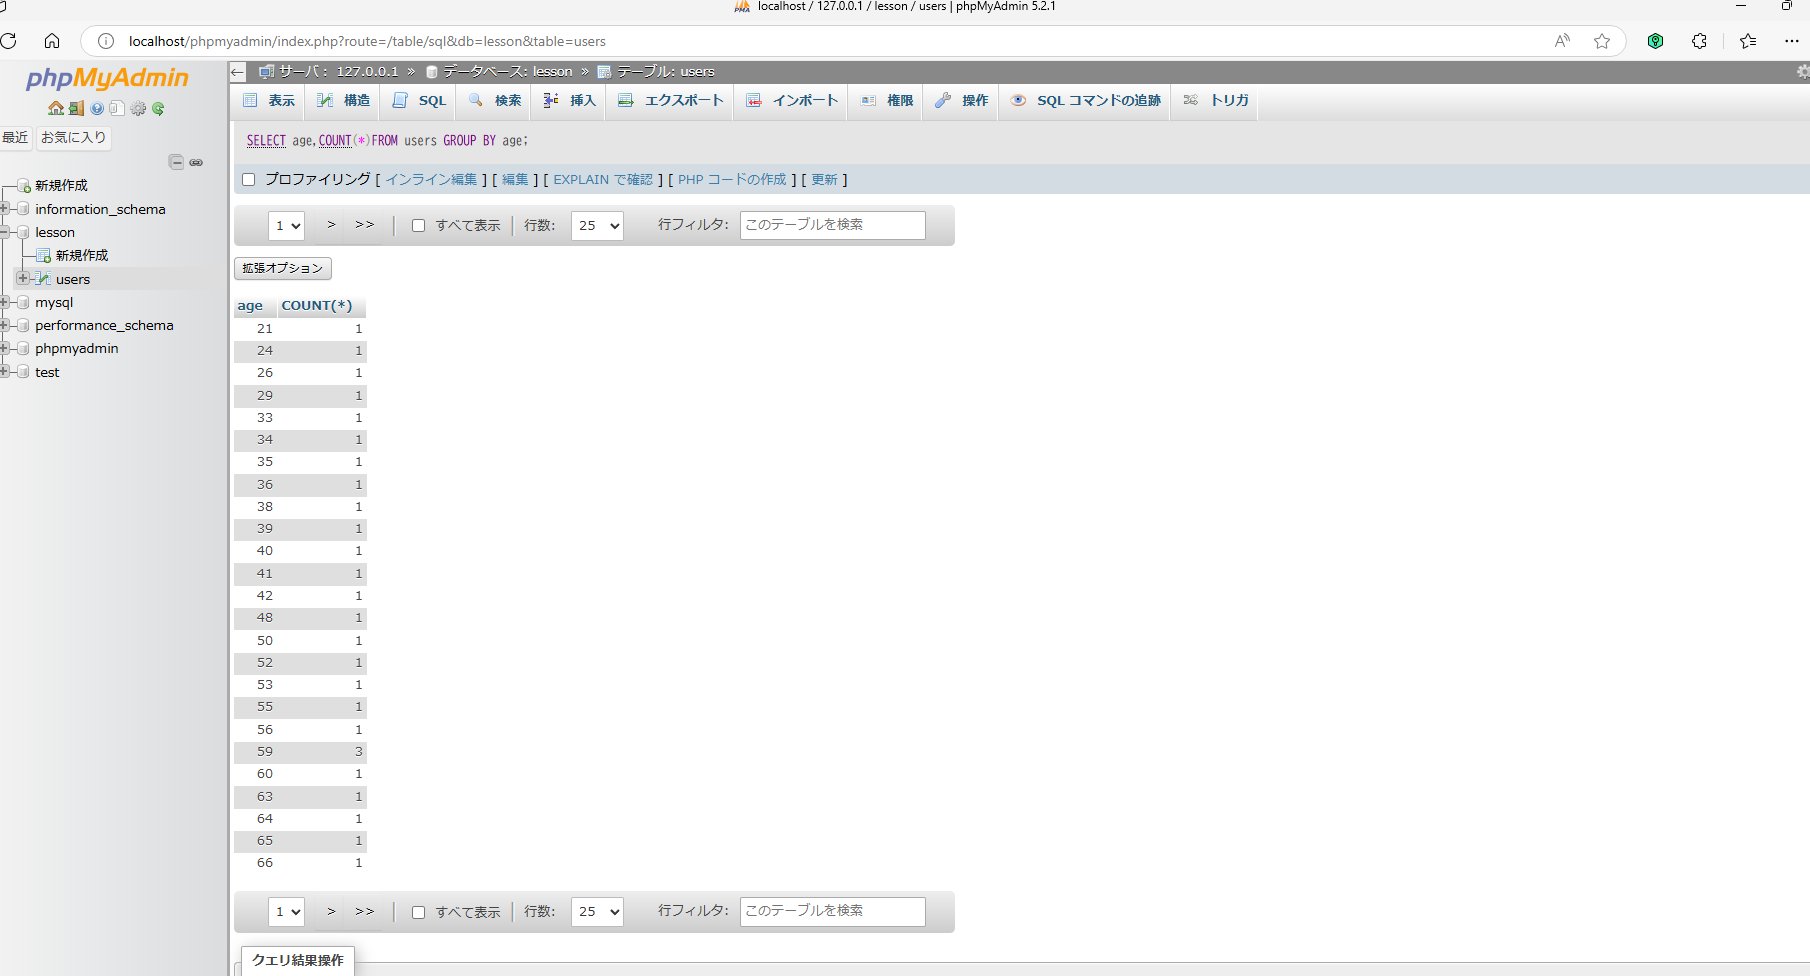 localhost / 127.0.0.1 / lesson / users | phpMyAdmin 5.2.1
localhost/phpmyadmin/index.php?route=/table/sql&db=lesson&table=users
phpMyAdmin
最近 お気に入り
新規作成
information_schema
lesson
新規作成
users
mysql
performance_schema
phpmyadmin
test
サーバ: 127.0.0.1 » データベース: lesson » テーブル: users
表示 構造 SQL 検索 挿入 エクスポート インポート 権限 操作 SQL コマンドの追跡 トリガ
SELECT age,COUNT(*)FROM users GROUP BY age;
プロファイリング [ インライン編集 ] [ 編集 ] [ EXPLAIN で確認 ] [ PHP コードの作成 ] [ 更新 ]
1 > >> すべて表示 行数: 25 行フィルタ: このテーブルを検索
拡張オプション
age COUNT(*)
21 1
24 1
26 1
29 1
33 1
34 1
35 1
36 1
38 1
39 1
40 1
41 1
42 1
48 1
50 1
52 1
53 1
55 1
56 1
59 3
60 1
63 1
64 1
65 1
66 1
1 > >> すべて表示 行数: 25 行フィルタ: このテーブルを検索
クエリ結果操作